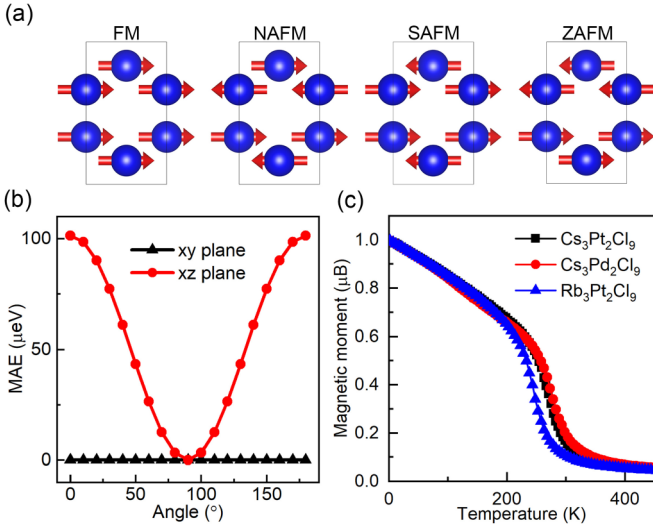 (a)
FM NAFM SAFM ZAFM
(b)
100
50
0
MAE (μeV)
xy plane
xz plane
0 50 100 150
Angle (°)
(c)
1.0
0.8
0.6
0.4
0.2
0.0
Magnetic moment (μB)
Cs₃Pt₂Cl₉
Cs₃Pd₂Cl₉
Rb₃Pt₂Cl₉
0 200 400
Temperature (K)